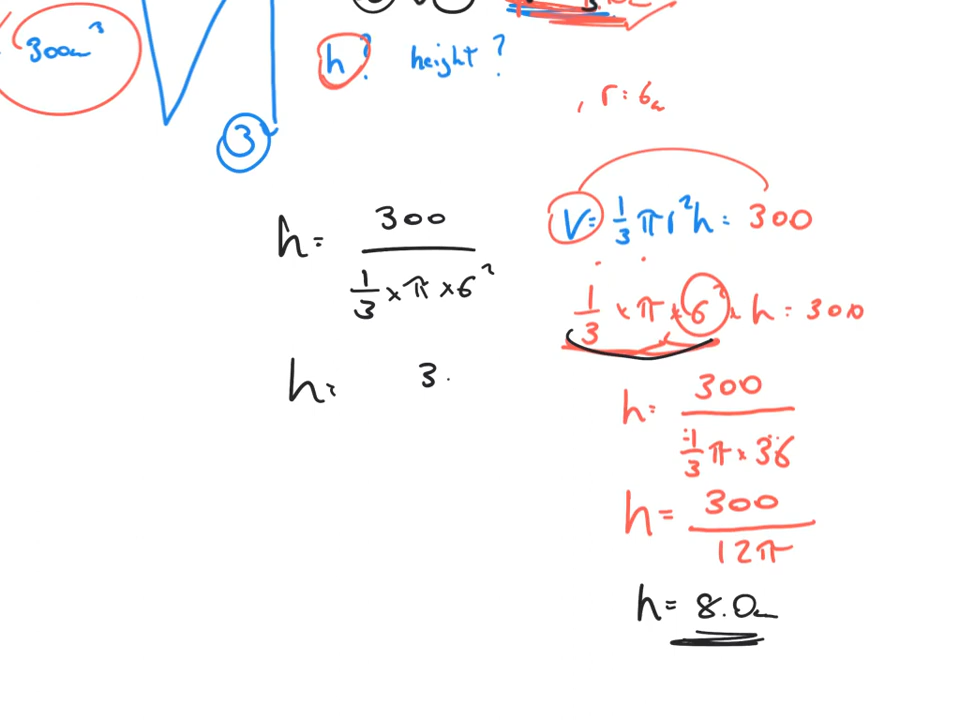 300cm³
h? height?
3
, r: 6cm
h = 300 / (1/3 × π × 6²)
h = 3.
V = 1/3 π r² h = 300
1/3 × π × 6² × h = 300
h = 300 / (1/3 π × 36)
h = 300 / 12π
h = 8.0cm